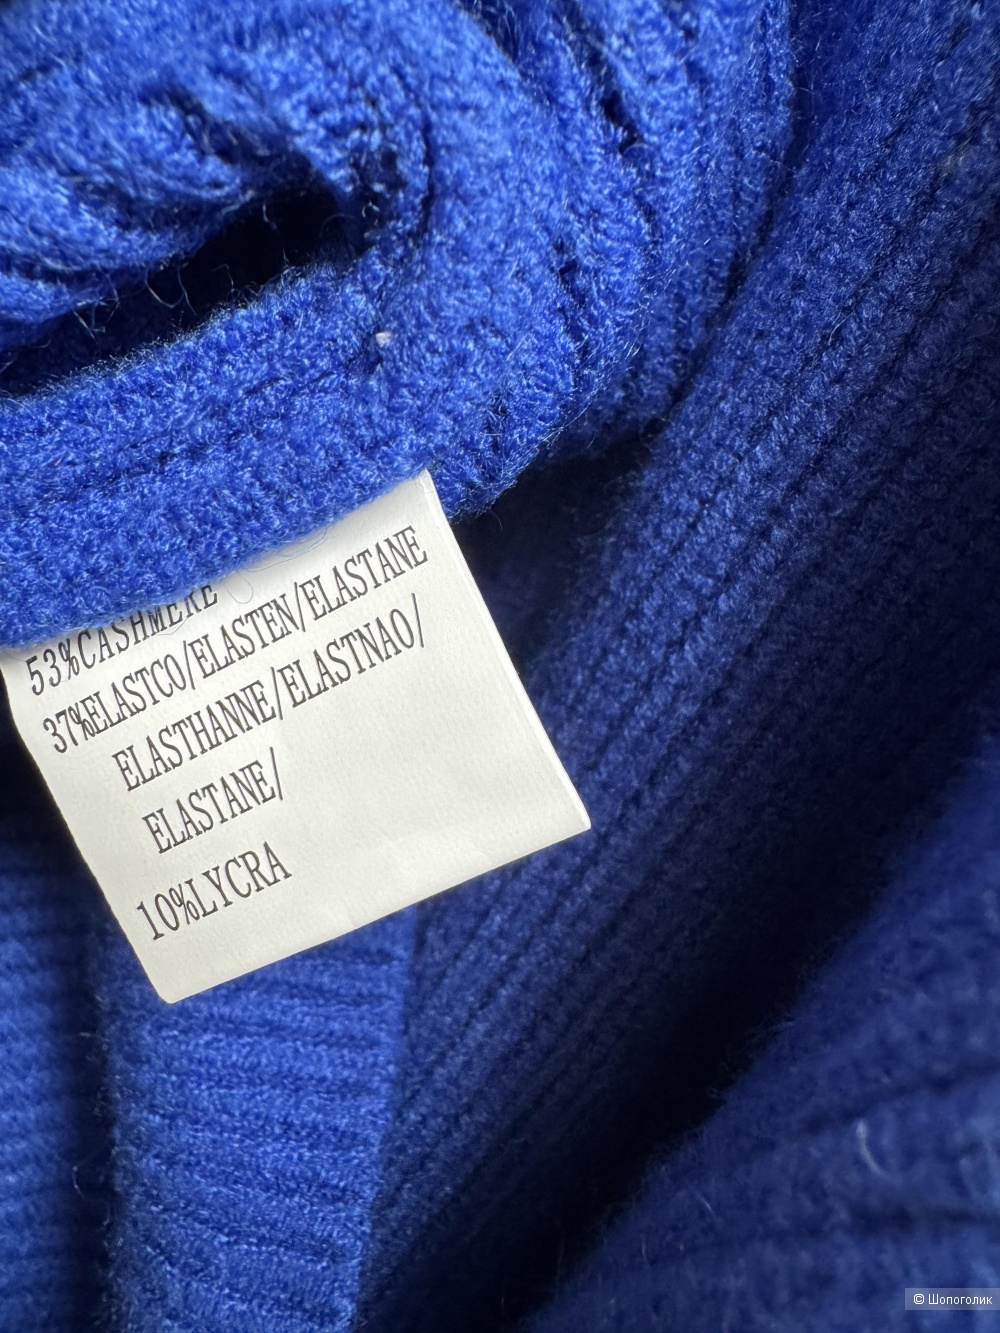 53%CASHMERE
37%ELASTCO/ELASTEN/ELASTANE
ELASTHANNE/ELASTNAO/
ELASTANE/
10%LYCRA
© Шопоголик